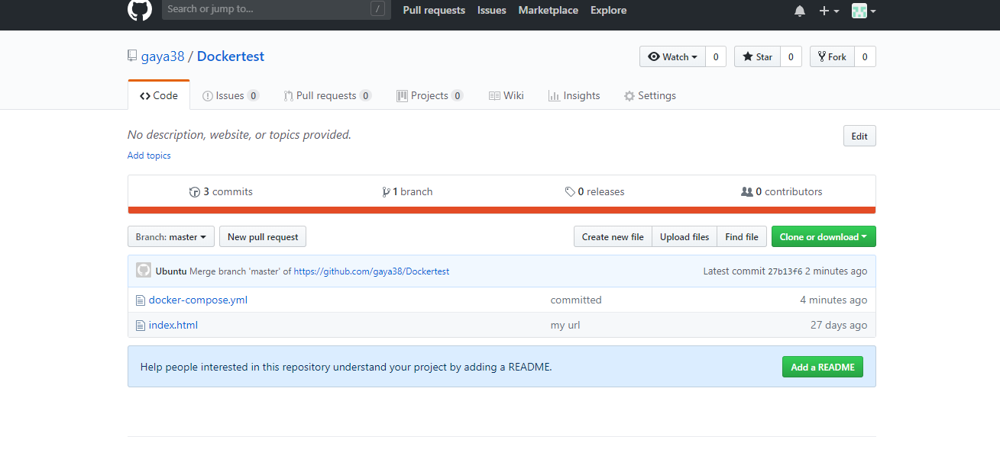 Search or jump to... / Pull requests Issues Marketplace Explore
gaya38 / Dockertest Watch 0 Star 0 Fork 0
Code Issues 0 Pull requests 0 Projects 0 Wiki Insights Settings
No description, website, or topics provided. Edit
Add topics
3 commits 1 branch 0 releases 0 contributors
Branch: master New pull request Create new file Upload files Find file Clone or download
Ubuntu Merge branch 'master' of https://github.com/gaya38/Dockertest Latest commit 27b13f6 2 minutes ago
docker-compose.yml committed 4 minutes ago
index.html my url 27 days ago
Help people interested in this repository understand your project by adding a README. Add a README